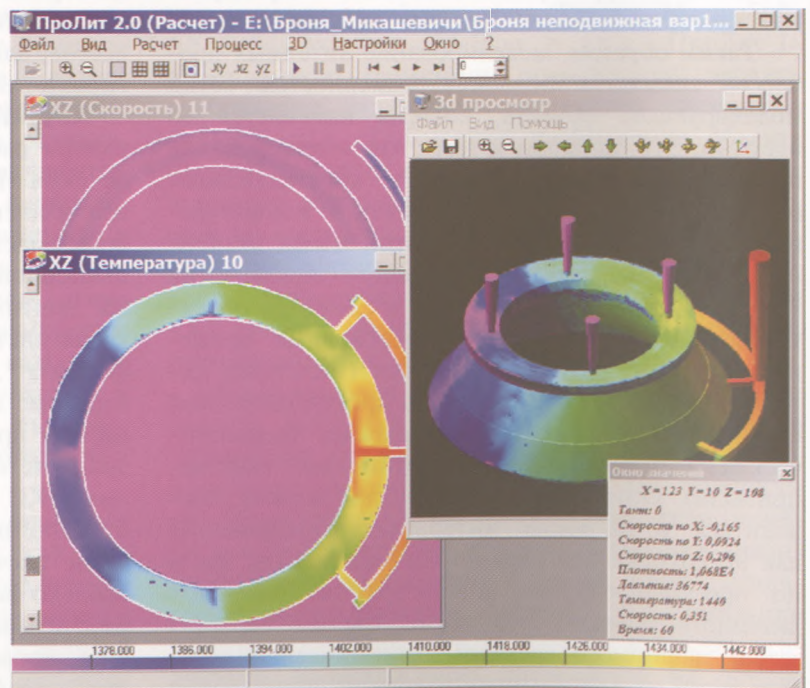 ПроЛит 2.0 (Расчет) - E:\Броня_Микашевичи\Броня неподвижная вар1...
Файл Вид Расчет Процесс 3D Настройки Окно ?
xy xz yz 0
XZ (Скорость) 11
3d просмотр
Файл Вид Помощь
XZ (Температура) 10
Окно значений
X=123 Y=10 Z=108
Тамп: 0
Скорость по X: -0,165
Скорость по Y: 0,0924
Скорость по Z: 0,296
Плотность: 1,068E4
Давление: 36774
Температура: 1440
Скорость: 0,351
Время: 60
1378.000 1386.000 1394.000 1402.000 1410.000 1418.000 1426.000 1434.000 1442.000